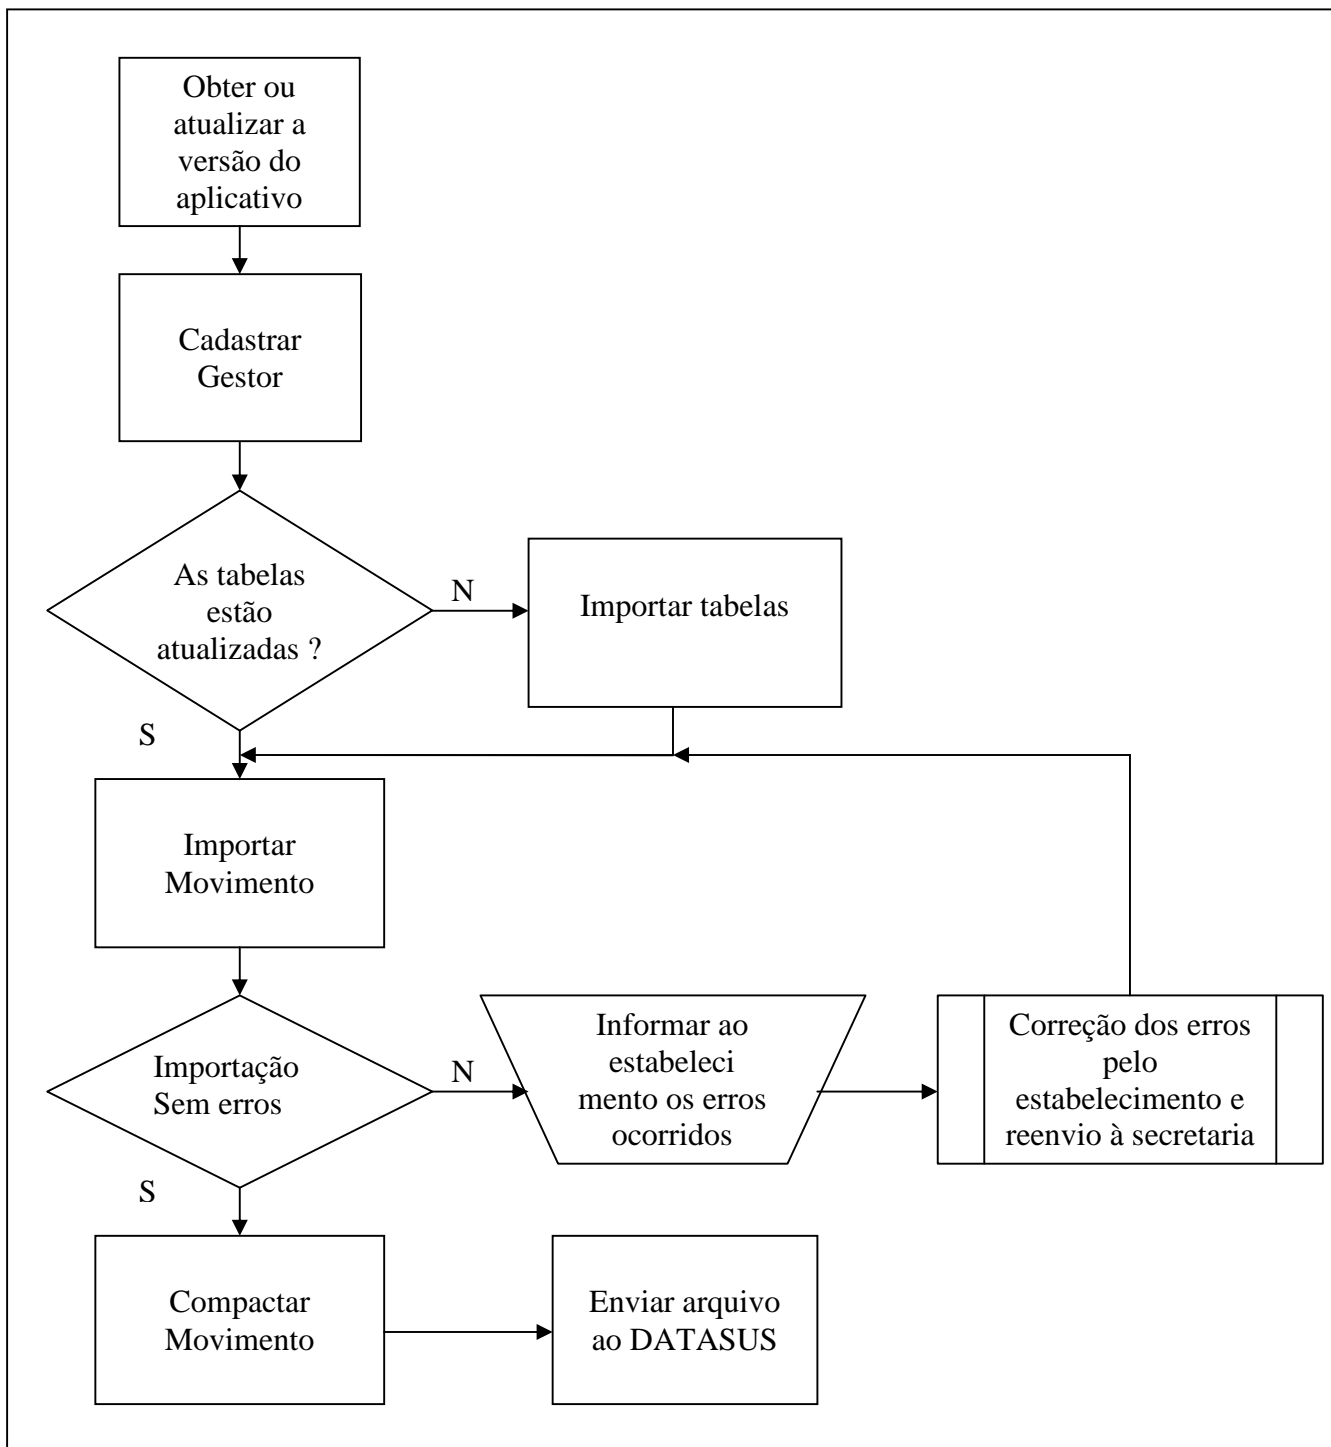 Obter ou
atualizar a
versão do
aplicativo
Cadastrar
Gestor
As tabelas
estão
atualizadas ?
N
Importar tabelas
S
Importar
Movimento
Importação
Sem erros
N
Informar ao
estabeleci
mento os erros
ocorridos
Correção dos erros
pelo
estabelecimento e
reenvio à secretaria
S
Compactar
Movimento
Enviar arquivo
ao DATASUS